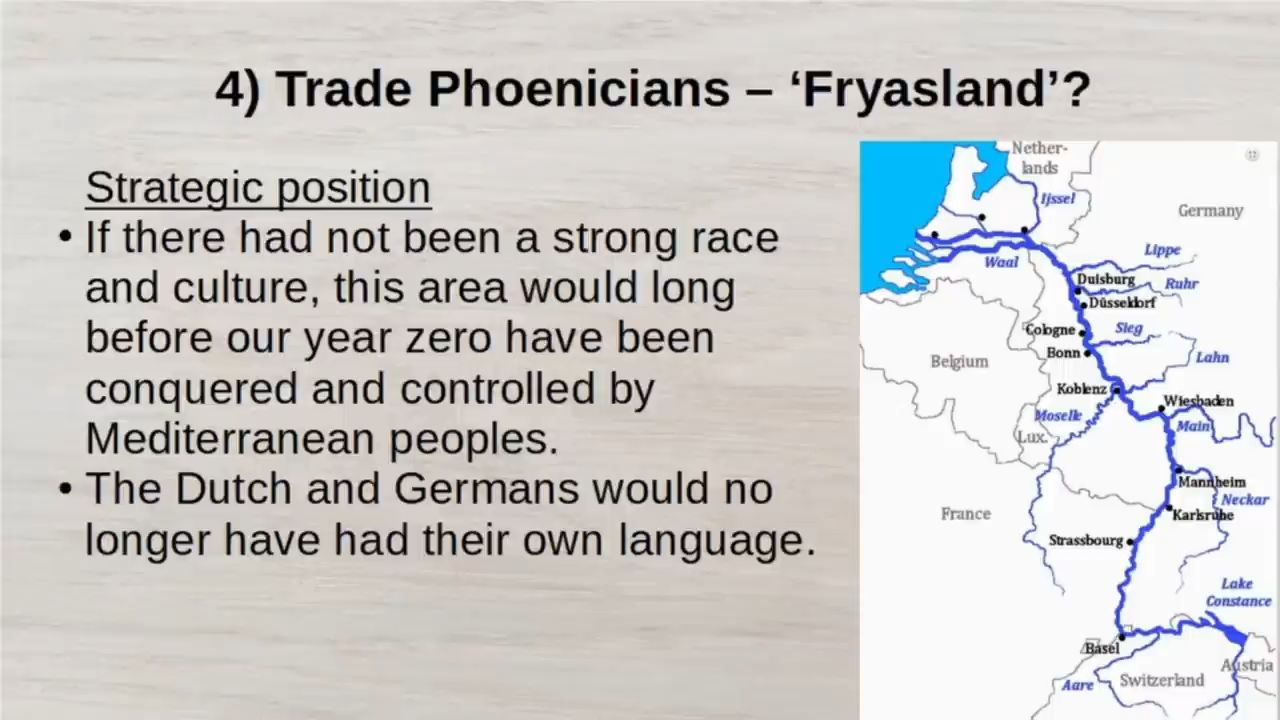 4) Trade Phoenicians – ‘Fryasland’?
Strategic position
• If there had not been a strong race
and culture, this area would long
before our year zero have been
conquered and controlled by
Mediterranean peoples.
• The Dutch and Germans would no
longer have had their own language.
Nether-
lands
Ijssel
Germany
Lippe
Waal
Duisburg
Ruhr
Düsseldorf
Cologne
Sieg
Bonn
Belgium
Lahn
Koblenz
Wiesbaden
Moselle
Main
Lux.
Mannheim
Neckar
France
Karlsruhe
Strassbourg
Lake
Constance
Basel
Austria
Aare
Switzerland